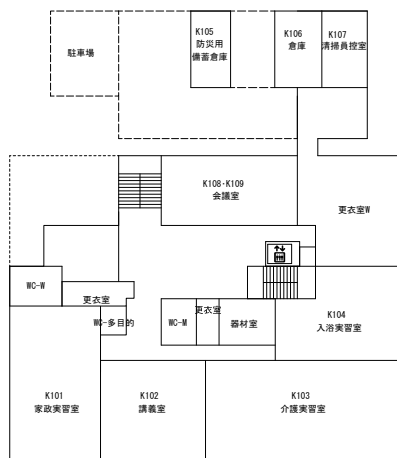 駐車場
K105
防災用
備蓄倉庫
K106
倉庫
K107
清掃員控室
K108・K109
会議室
更衣室W
WC-W
更衣室
WC-多目的
WC-M
更衣室
器材室
K104
入浴実習室
K101
家政実習室
K102
講義室
K103
介護実習室